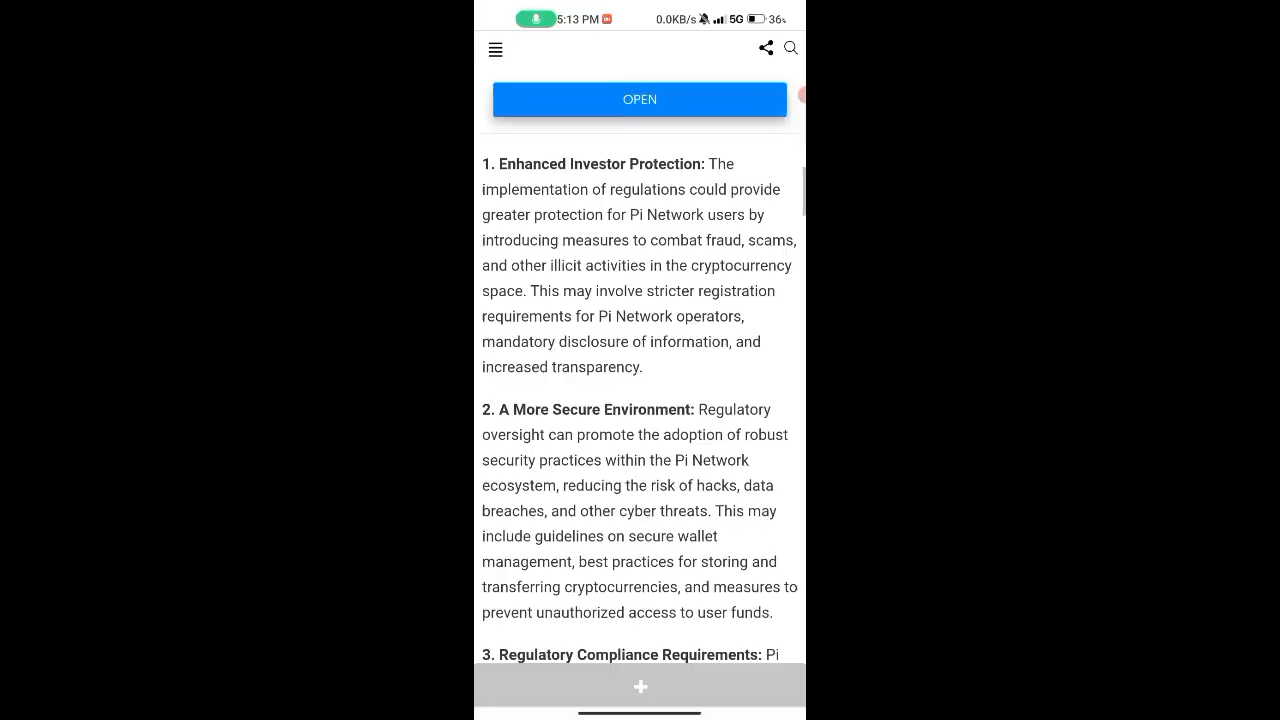 5:13 PM 0.0KB/s 5G 36%
OPEN
1. Enhanced Investor Protection: The
implementation of regulations could provide
greater protection for Pi Network users by
introducing measures to combat fraud, scams,
and other illicit activities in the cryptocurrency
space. This may involve stricter registration
requirements for Pi Network operators,
mandatory disclosure of information, and
increased transparency.
2. A More Secure Environment: Regulatory
oversight can promote the adoption of robust
security practices within the Pi Network
ecosystem, reducing the risk of hacks, data
breaches, and other cyber threats. This may
include guidelines on secure wallet
management, best practices for storing and
transferring cryptocurrencies, and measures to
prevent unauthorized access to user funds.
3. Regulatory Compliance Requirements: Pi